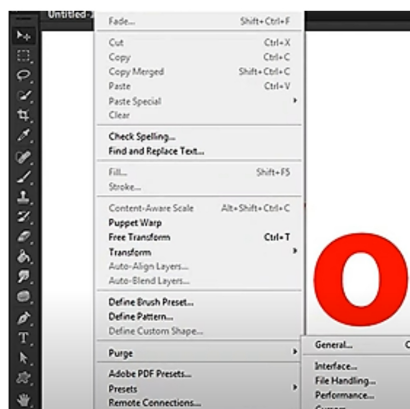 Untitled-
Fade... Shift+Ctrl+F
Cut Ctrl+X
Copy Ctrl+C
Copy Merged Shift+Ctrl+C
Paste Ctrl+V
Paste Special
Clear
Check Spelling...
Find and Replace Text...
Fill... Shift+F5
Stroke...
Content-Aware Scale Alt+Shift+Ctrl+C
Puppet Warp
Free Transform Ctrl+T
Transform
Auto-Align Layers...
Auto-Blend Layers...
Define Brush Preset...
Define Pattern...
Define Custom Shape...
Purge
Adobe PDF Presets...
Presets
Remote Connections...
O
General... C
Interface...
File Handling...
Performance...